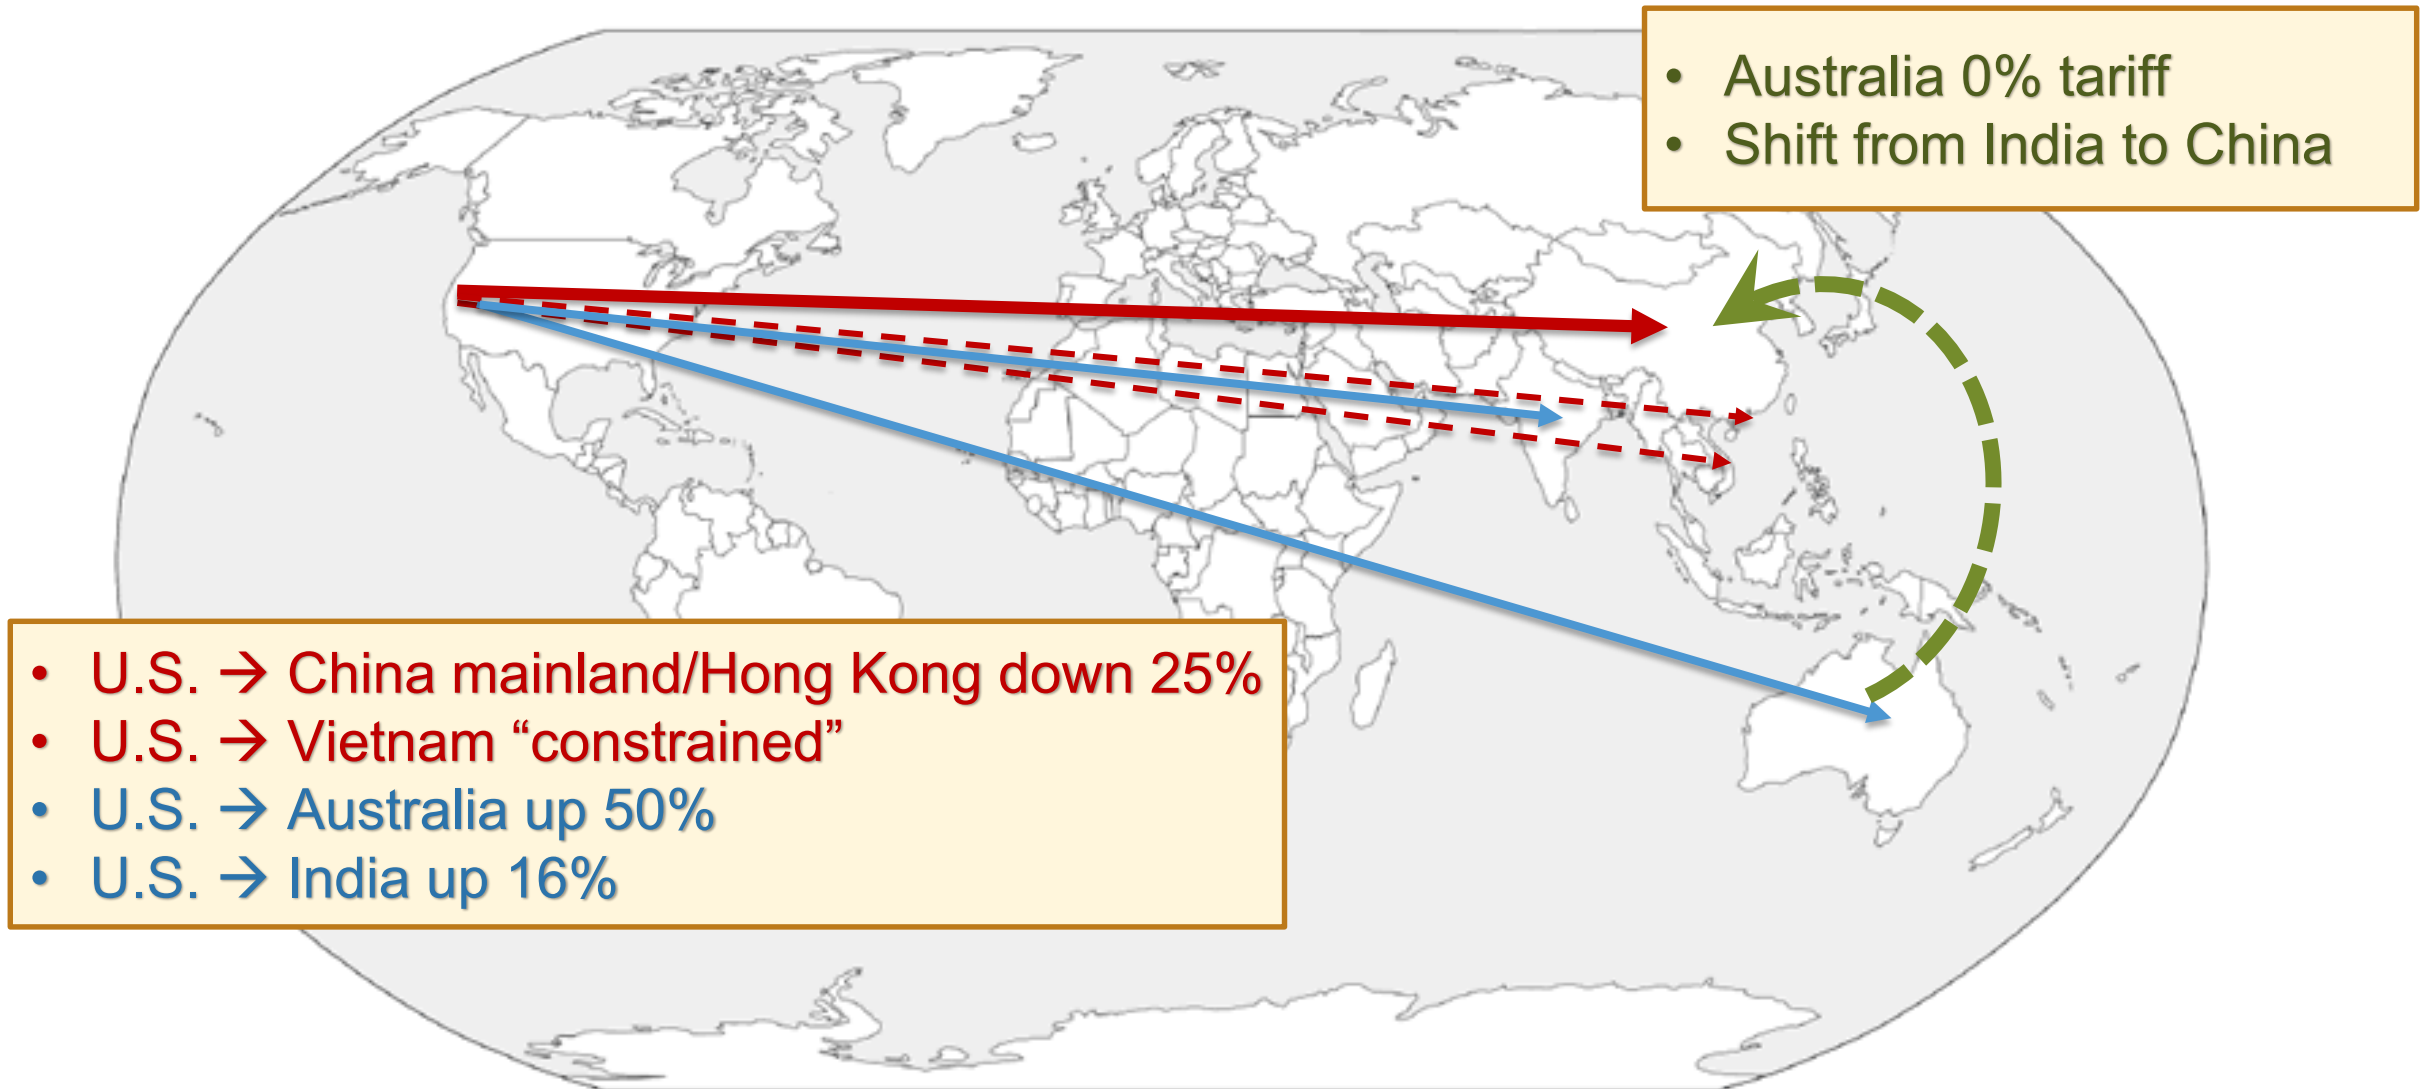 • Australia 0% tariff
• Shift from India to China
• U.S. → China mainland/Hong Kong down 25%
• U.S. → Vietnam “constrained”
• U.S. → Australia up 50%
• U.S. → India up 16%